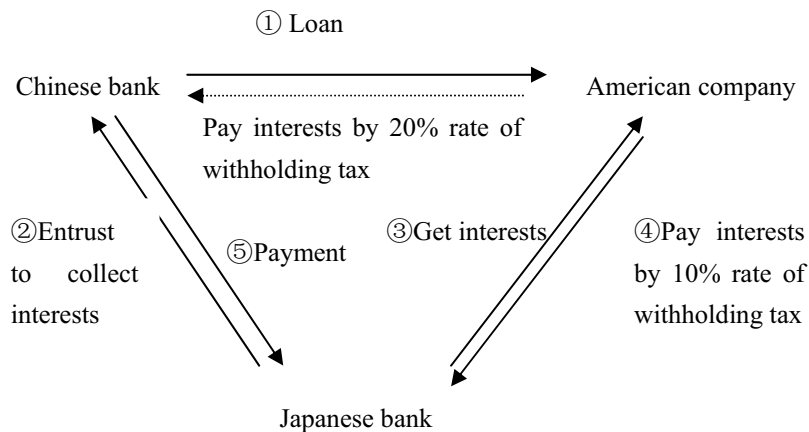 ① Loan
Chinese bank
American company
Pay interests by 20% rate of
withholding tax
②Entrust
to collect
interests
⑤Payment
③Get interests
④Pay interests
by 10% rate of
withholding tax
Japanese bank